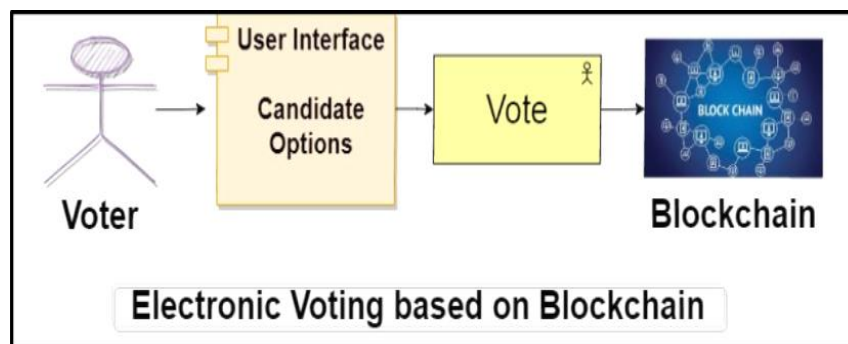 User Interface
Candidate
Options
Vote
BLOCK CHAIN
Voter
Blockchain
Electronic Voting based on Blockchain